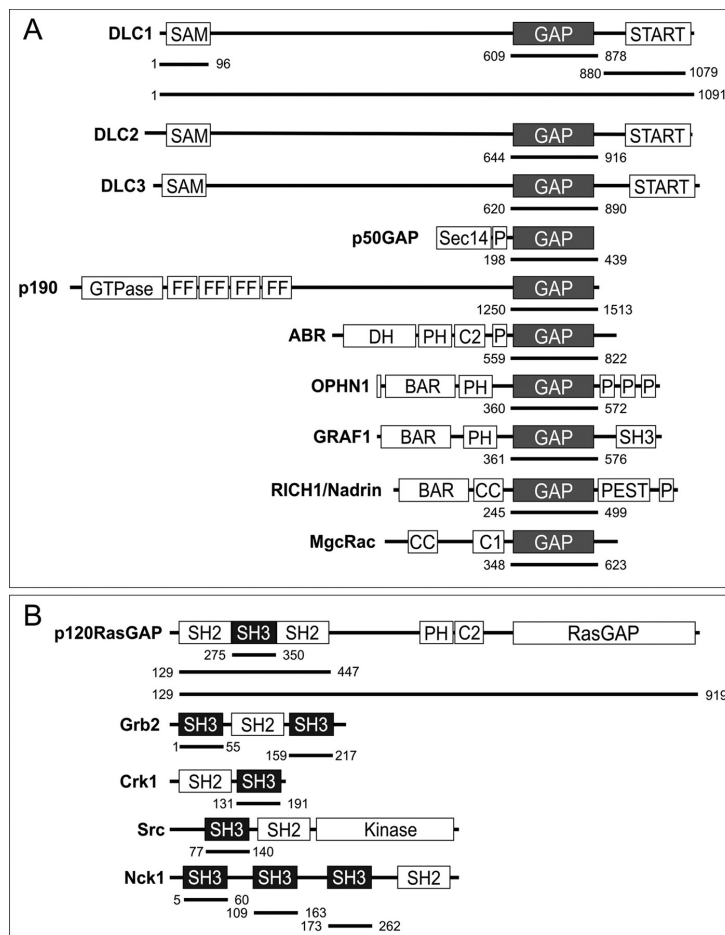 A
DLC1 SAM GAP START
609 878
1 96 880 1079
1 1091
DLC2 SAM GAP START
644 916
DLC3 SAM GAP START
620 890
p50GAP Sec14 P GAP
198 439
p190 GTPase FF FF FF FF GAP
1250 1513
ABR DH PH C2 P GAP
559 822
OPHN1 BAR PH GAP P P P
360 572
GRAF1 BAR PH GAP SH3
361 576
RICH1/Nadrin BAR CC GAP PEST P
245 499
MgcRac CC C1 GAP
348 623
B
p120RasGAP SH2 SH3 SH2 PH C2 RasGAP
275 350
129 447
129 919
Grb2 SH3 SH2 SH3
1 55 159 217
Crk1 SH2 SH3
131 191
Src SH3 SH2 Kinase
77 140
Nck1 SH3 SH3 SH3 SH2
5 60
109 163
173 262